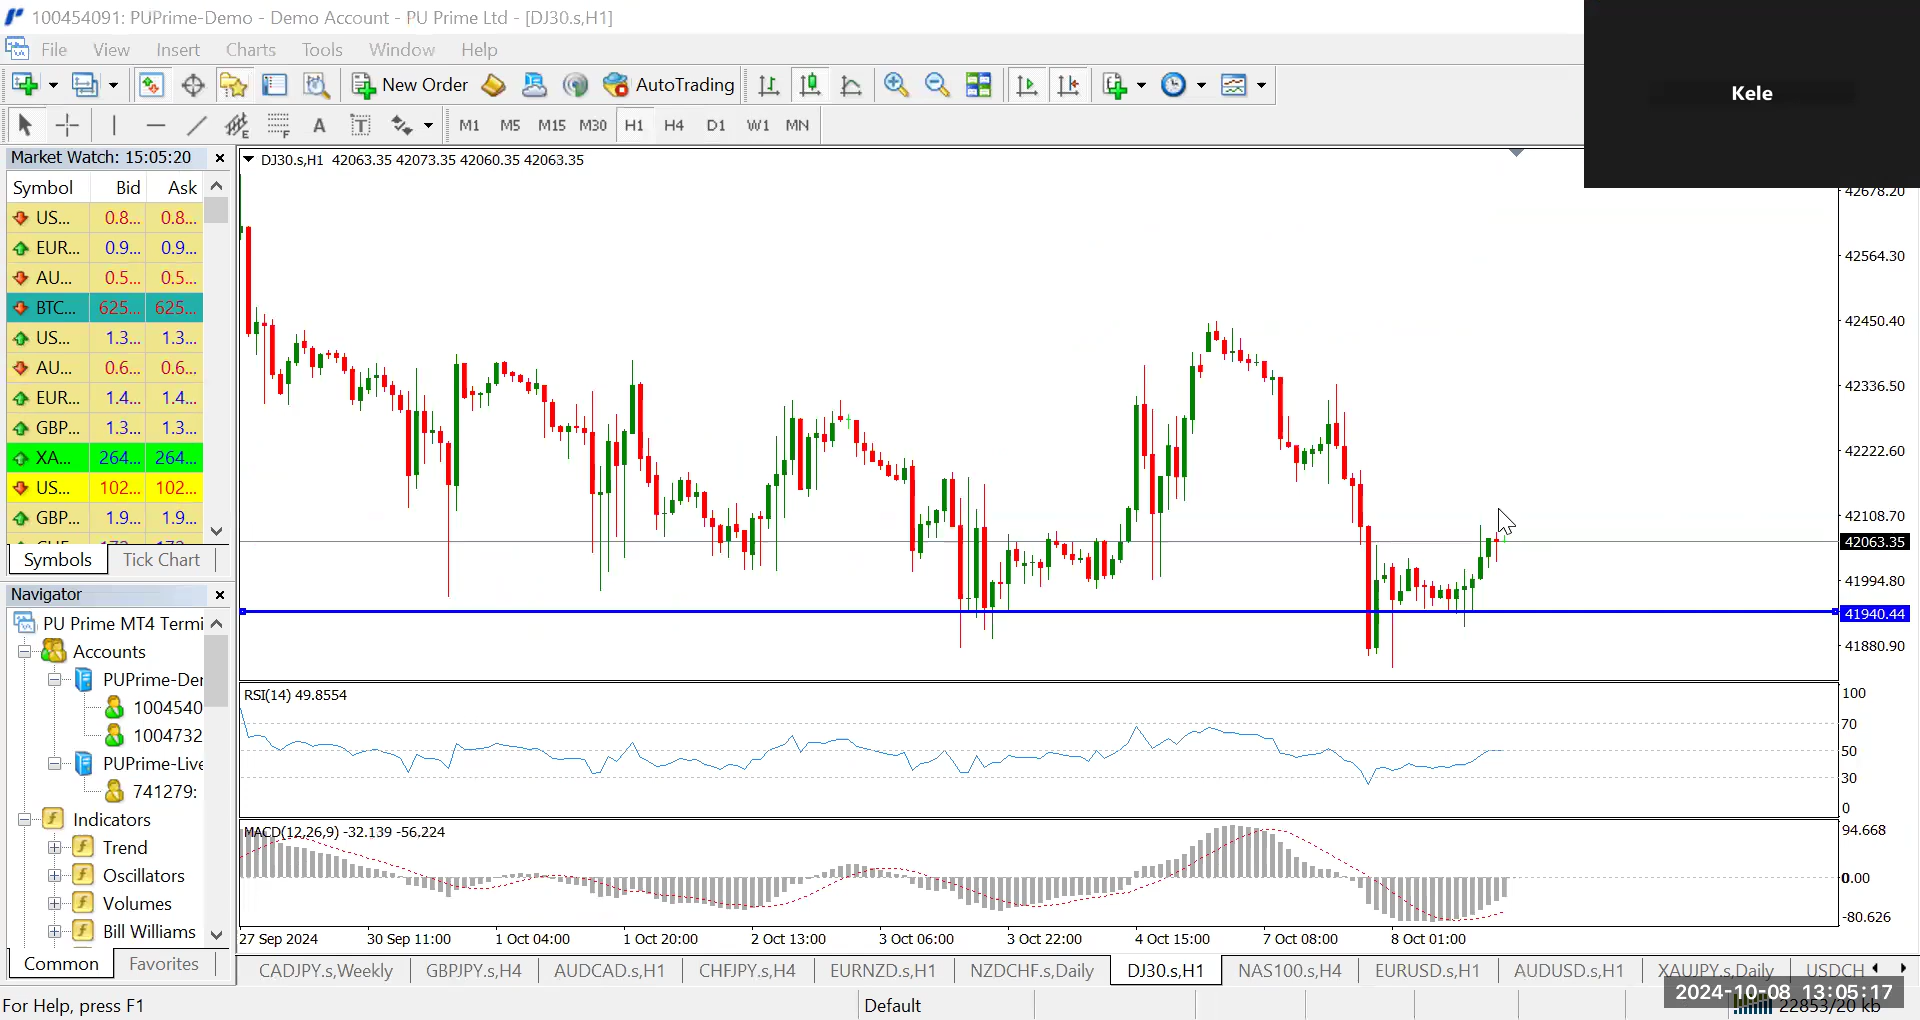 100454091: PUPrime-Demo - Demo Account - PU Prime Ltd - [DJ30.s,H1]
File View Insert Charts Tools Window Help
New Order AutoTrading
A T M1 M5 M15 M30 H1 H4 D1 W1 MN
Kele
Market Watch: 15:05:20
Symbol Bid Ask
US... 0.8... 0.8...
EUR... 0.9... 0.9...
AU... 0.5... 0.5...
BTC... 625... 625...
US... 1.3... 1.3...
AU... 0.6... 0.6...
EUR... 1.4... 1.4...
GBP... 1.3... 1.3...
XA... 264... 264...
US... 102... 102...
GBP... 1.9... 1.9...
Symbols Tick Chart
Navigator
PU Prime MT4 Termi
Accounts
PUPrime-Der
1004540
1004732
PUPrime-Live
741279:
Indicators
Trend
Oscillators
Volumes
Bill Williams
Common Favorites
DJ30.s,H1 42063.35 42073.35 42060.35 42063.35
42678.20
42564.30
42450.40
42336.50
42222.60
42108.70
42063.35
41994.80
41940.44
41880.90
RSI(14) 49.8554
100
70
50
30
0
MACD(12,26,9) -32.139 -56.224
94.668
0.00
-80.626
27 Sep 2024 30 Sep 11:00 1 Oct 04:00 1 Oct 20:00 2 Oct 13:00 3 Oct 06:00 3 Oct 22:00 4 Oct 15:00 7 Oct 08:00 8 Oct 01:00
CADJPY.s,Weekly GBPJPY.s,H4 AUDCAD.s,H1 CHFJPY.s,H4 EURNZD.s,H1 NZDCHF.s,Daily DJ30.s,H1 NAS100.s,H4 EURUSD.s,H1 AUDUSD.s,H1 XAUJPY.s,Daily USDCH
2024-10-08 13:05:17
For Help, press F1 Default 22853/20 kb